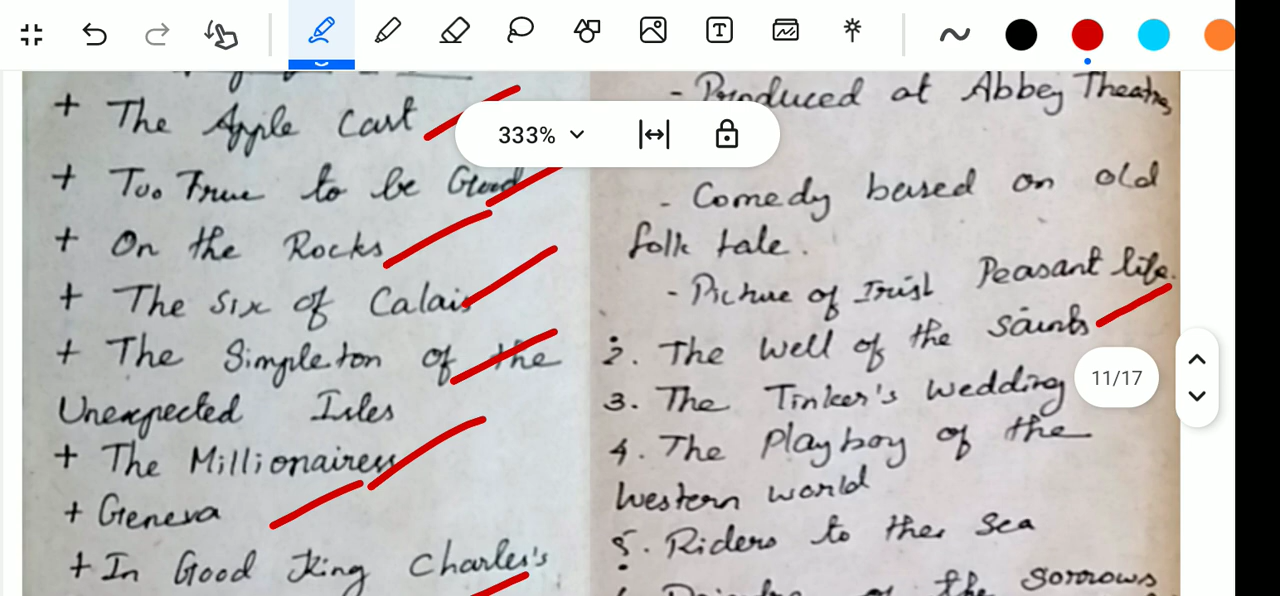 333%
+ The Apple Cart
+ Too True to be Good
+ On the Rocks
+ The Six of Calais
+ The Simpleton of the
Unexpected Isles
+ The Millionairess
+ Geneva
+ In Good King Charles's
- Produced at Abbey Theatre,
- Comedy based on old
folk tale.
- Picture of Irish Peasant life.
2. The Well of the Saints
3. The Tinker's Wedding
4. The Playboy of the
Western World
5. Riders to the Sea
of the Sorrows
11/17